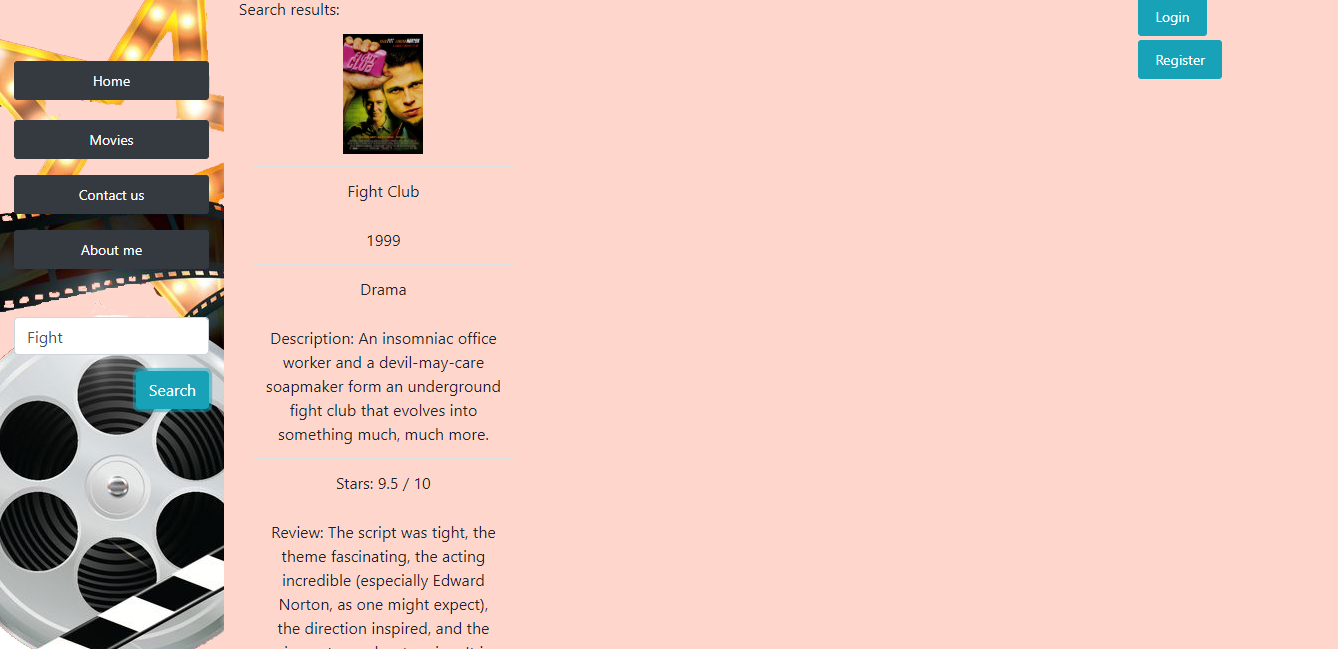 Search results:
Login
Register
Home
Movies
Contact us
About me
Fight
Search
FIGHT
CLUB
Fight Club
1999
Drama
Description: An insomniac office
worker and a devil-may-care
soapmaker form an underground
fight club that evolves into
something much, much more.
Stars: 9.5 / 10
Review: The script was tight, the
theme fascinating, the acting
incredible (especially Edward
Norton, as one might expect),
the direction inspired, and the